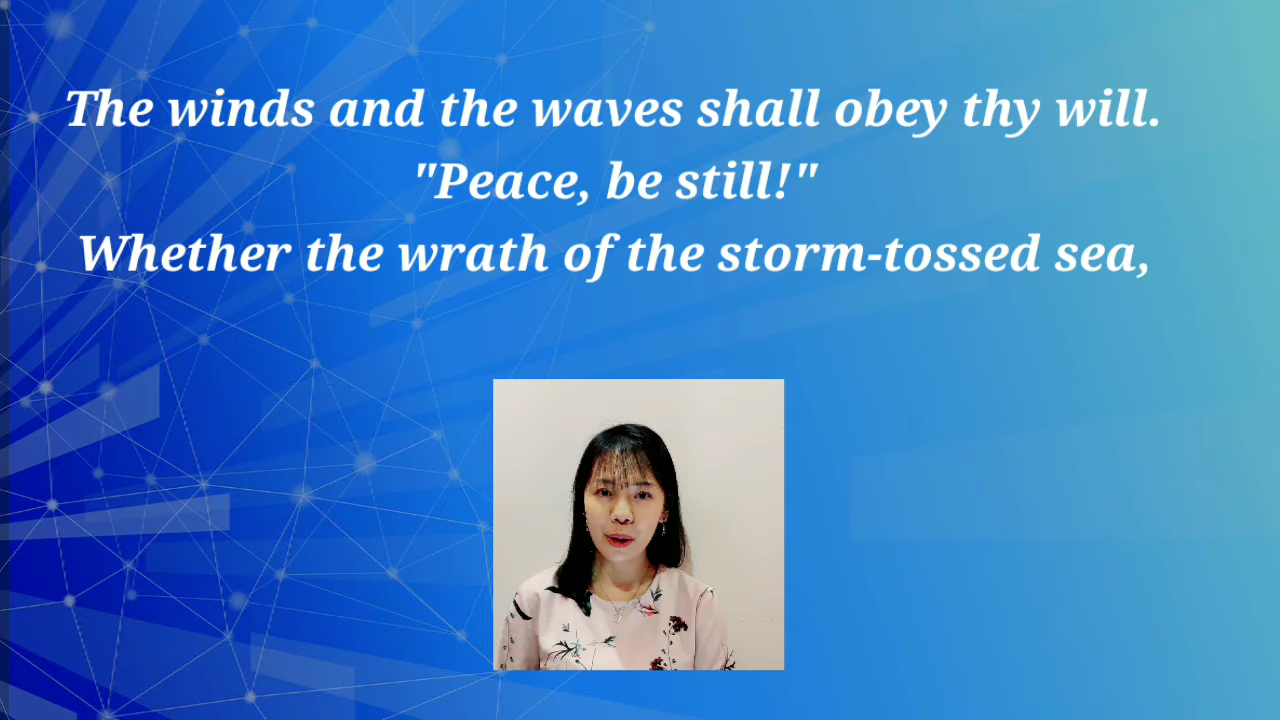 The winds and the waves shall obey thy will.
"Peace, be still!"
Whether the wrath of the storm-tossed sea,